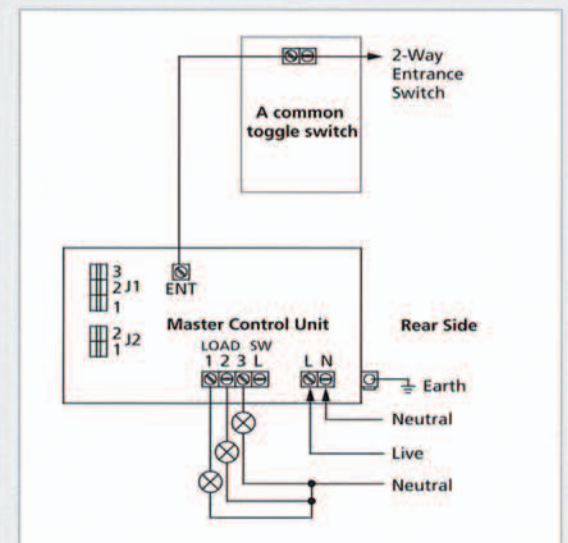 2-Way
Entrance
Switch
A common
toggle switch
3
2 J1
1
ENT
2 J2
1
Master Control Unit
Rear Side
LOAD SW
1 2 3 L
L N
Earth
Neutral
Live
Neutral